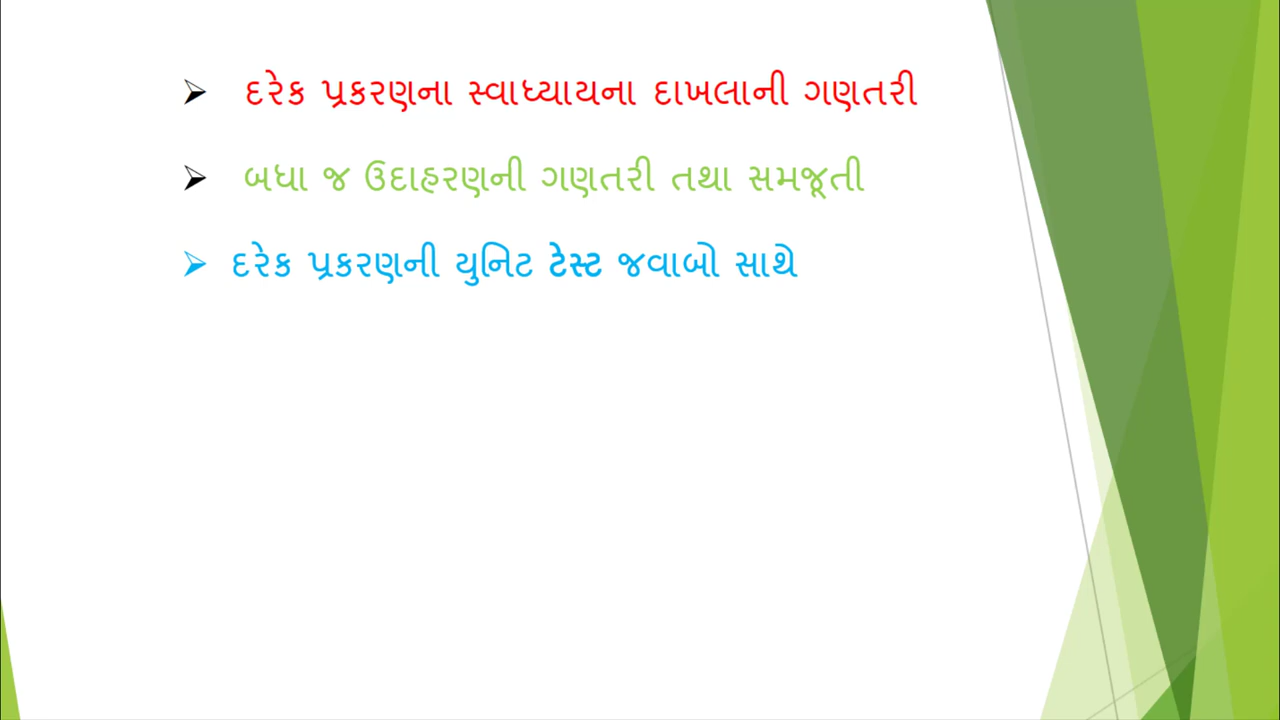 ➢ દરેક પ્રકરણના સ્વાધ્યાયના દાખલાની ગણતરી
➢ બધા જ ઉદાહરણની ગણતરી તથા સમજૂતી
➢ દરેક પ્રકરણની યુનિટ ટેસ્ટ જવાબો સાથે